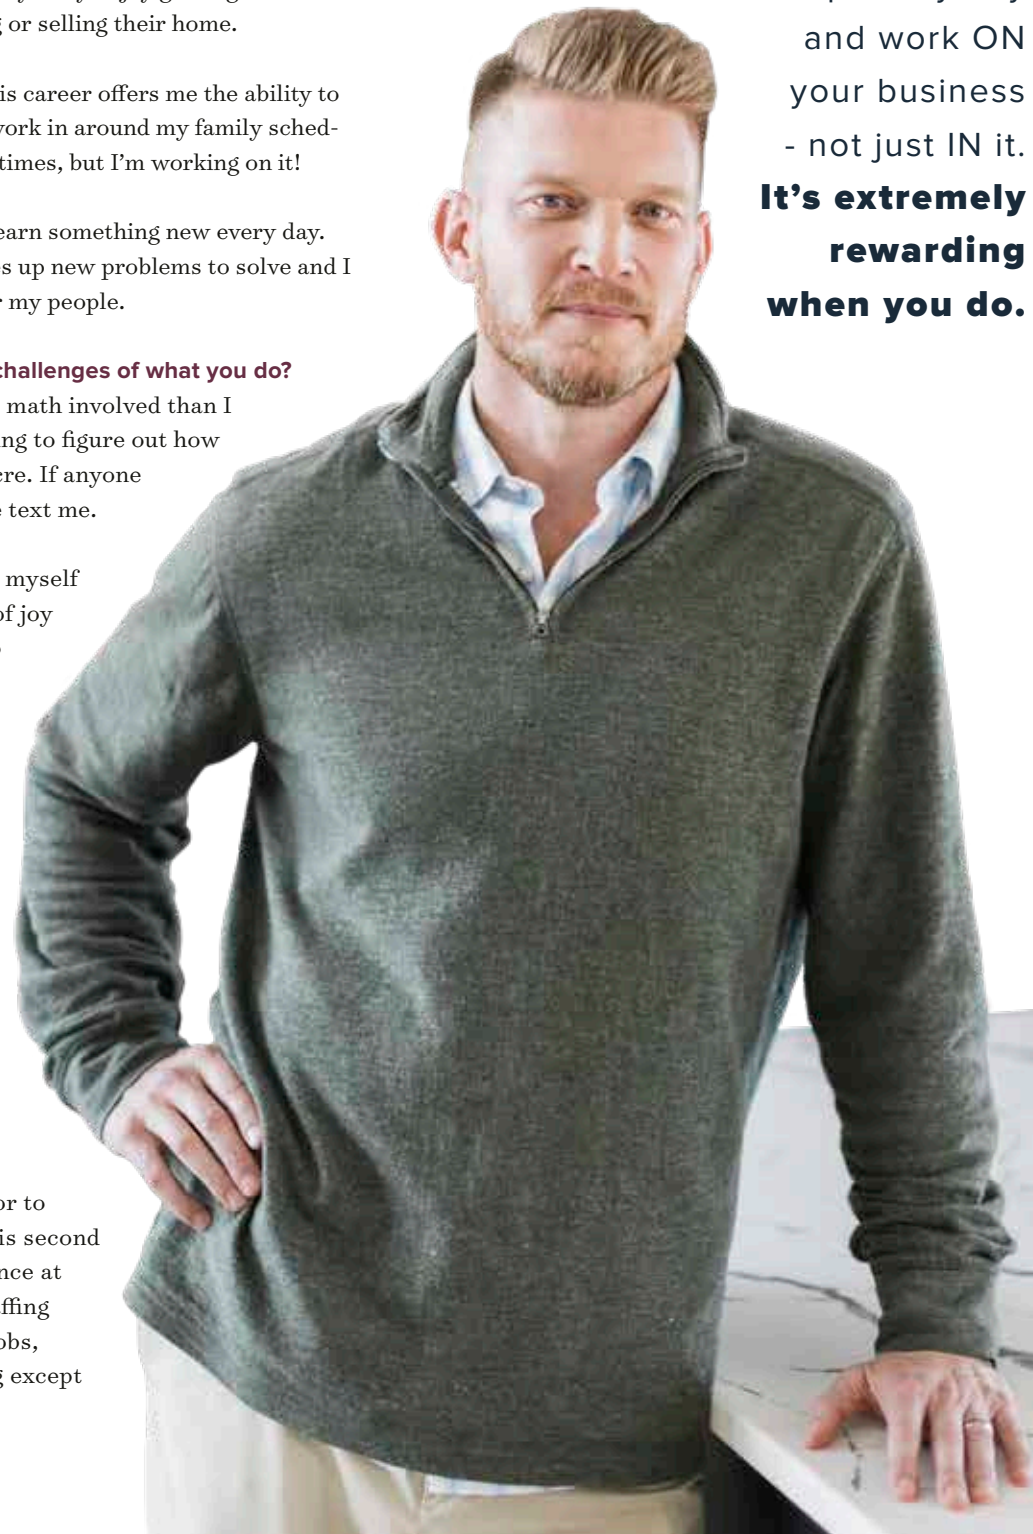 g or selling their home.
is career offers me the ability to
work in around my family sched-
times, but I'm working on it!
earn something new every day.
s up new problems to solve and I
r my people.
challenges of what you do?
math involved than I
ng to figure out how
cre. If anyone
e text me.
myself
of joy
or to
is second
nce at
ffing
obs,
g except
and work ON
your business
- not just IN it.
It's extremely
rewarding
when you do.